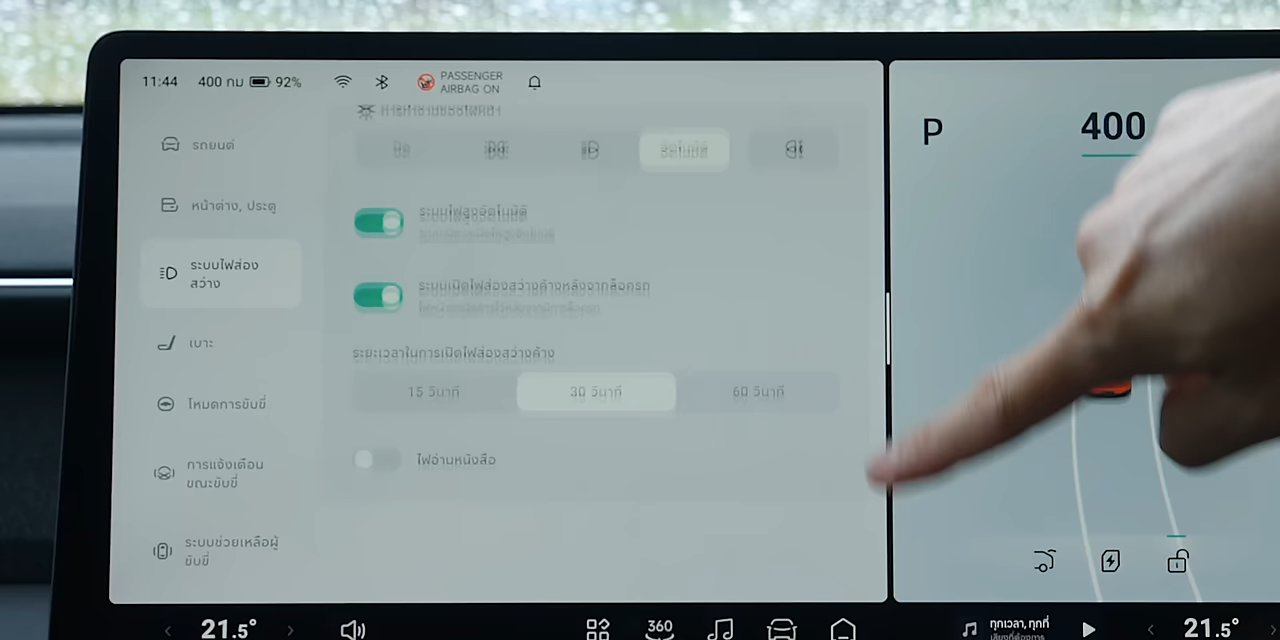 11:44 400 กม 92% PASSENGER
AIRBAG ON
P 400
รถยนต์
หน้าต่าง, ประตู
ระบบไฟส่อง
สว่าง
เบาะ
โหมดการขับขี่
การแจ้งเตือน
ขณะขับขี่
ระบบช่วยเหลือผู้
ขับขี่
อัตโนมัติ
ระบบไฟสูงอัตโนมัติ
ระบบเปิดไฟส่องสว่างค้างหลังจากล็อครถ
ระยะเวลาในการเปิดไฟส่องสว่างค้าง
15 วินาที 30 วินาที 60 วินาที
ไฟอ่านหนังสือ
21.5° 360 ทุกเวลา, ทุกที่ 21.5°